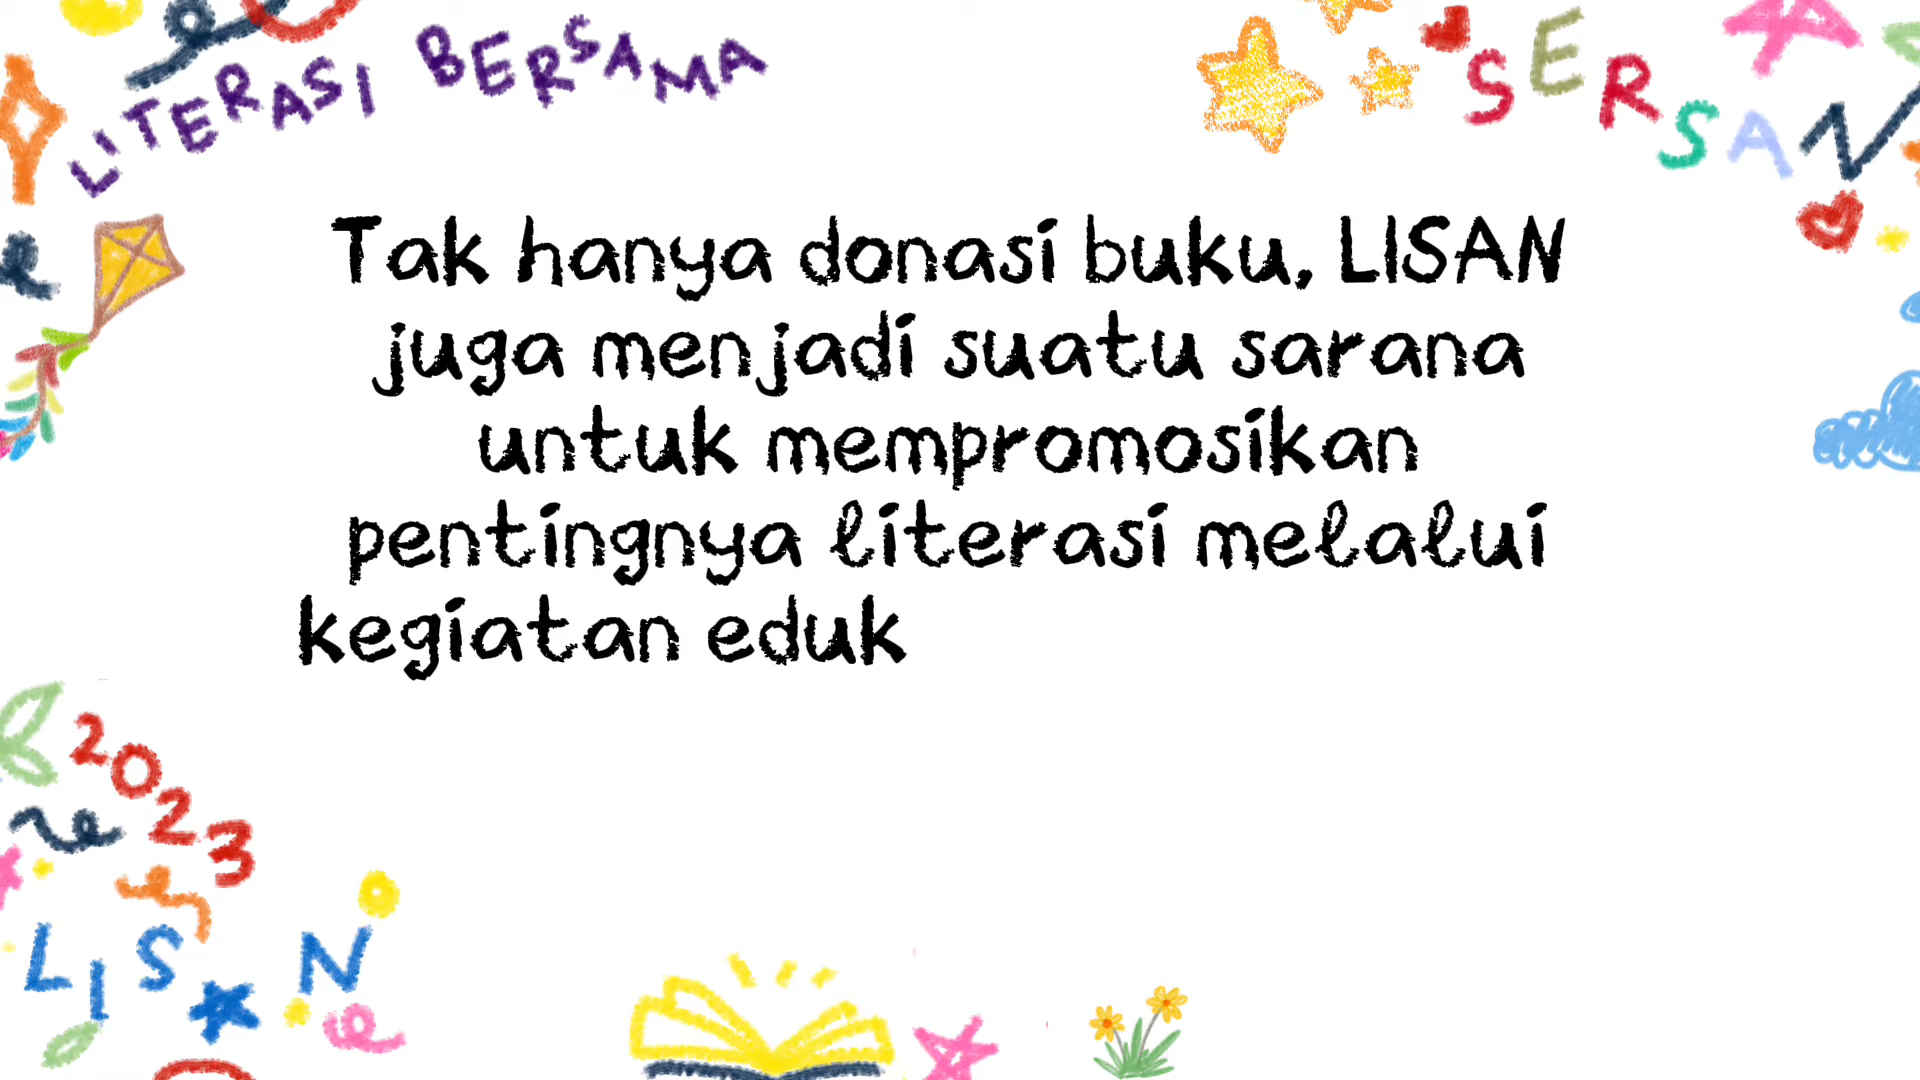 LITERASI BERSAMA
SERSAN
Tak hanya donasi buku, LISAN
juga menjadi suatu sarana
untuk mempromosikan
pentingnya literasi melalui
kegiatan eduk
2023
LIS★N